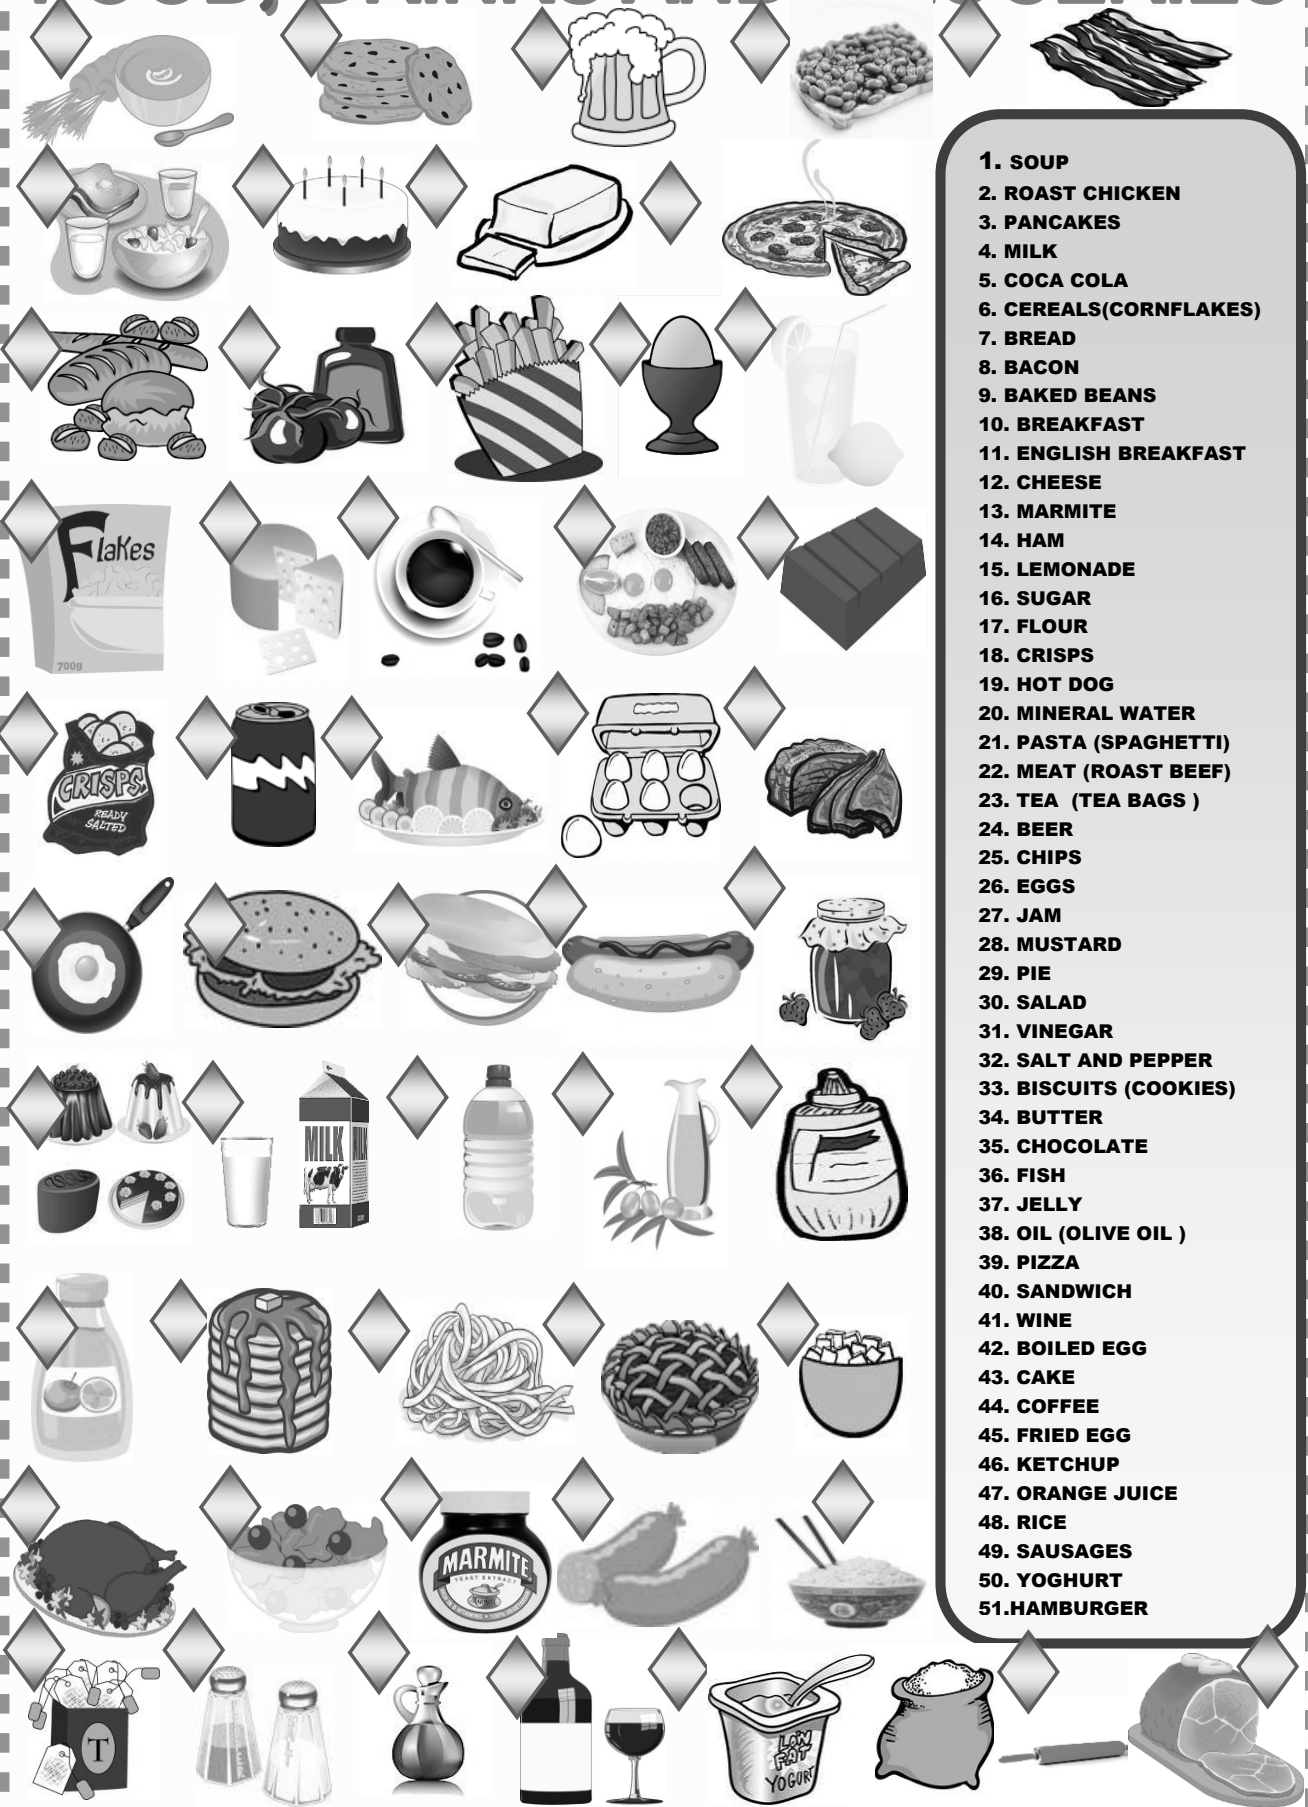 1. SOUP
2. ROAST CHICKEN
3. PANCAKES
4. MILK
5. COCA COLA
6. CEREALS(CORNFLAKES)
7. BREAD
8. BACON
9. BAKED BEANS
10. BREAKFAST
11. ENGLISH BREAKFAST
12. CHEESE
13. MARMITE
14. HAM
15. LEMONADE
16. SUGAR
17. FLOUR
18. CRISPS
19. HOT DOG
20. MINERAL WATER
21. PASTA (SPAGHETTI)
22. MEAT (ROAST BEEF)
23. TEA (TEA BAGS )
24. BEER
25. CHIPS
26. EGGS
27. JAM
28. MUSTARD
29. PIE
30. SALAD
31. VINEGAR
32. SALT AND PEPPER
33. BISCUITS (COOKIES)
34. BUTTER
35. CHOCOLATE
36. FISH
37. JELLY
38. OIL (OLIVE OIL )
39. PIZZA
40. SANDWICH
41. WINE
42. BOILED EGG
43. CAKE
44. COFFEE
45. FRIED EGG
46. KETCHUP
47. ORANGE JUICE
48. RICE
49. SAUSAGES
50. YOGHURT
51.HAMBURGER
Flakes
700g
CRISPS
READY
SALTED
MILK
MILK
MARMITE
YEAST EXTRACT
T
LOW
FAT
YOGURT